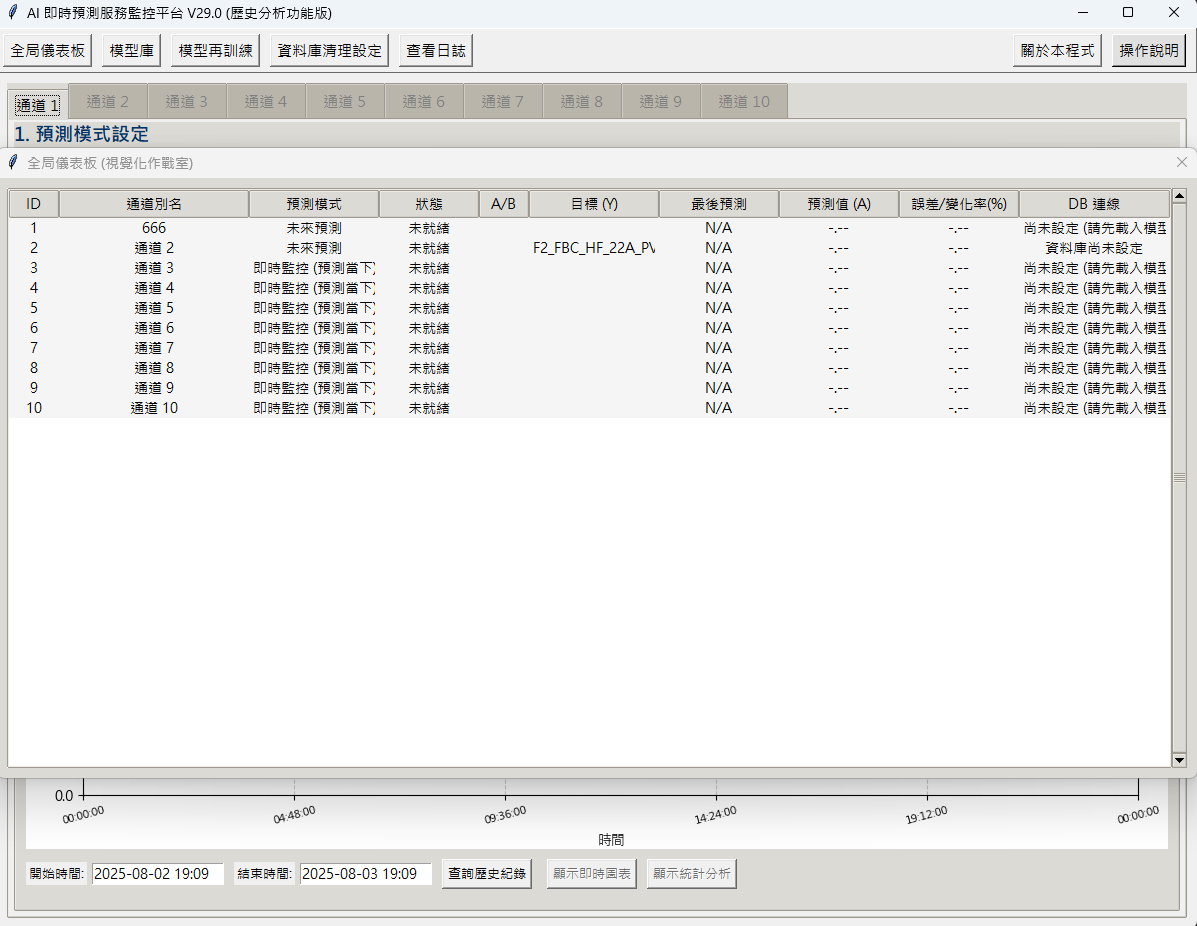 AI 即時預測服務監控平台 V29.0 (歷史分析功能版)
全局儀表板 模型庫 模型再訓練 資料庫清理設定 查看日誌 關於本程式 操作說明
通道 1 通道 2 通道 3 通道 4 通道 5 通道 6 通道 7 通道 8 通道 9 通道 10
1. 預測模式設定
全局儀表板 (視覺化作戰室)
ID 通道別名 預測模式 狀態 A/B 目標 (Y) 最後預測 預測值 (A) 誤差/變化率(%) DB 連線
1 666 未來預測 未就緒 N/A -.-- -.-- 尚未設定 (請先載入模型
2 通道 2 未來預測 未就緒 F2_FBC_HF_22A_PV N/A -.-- -.-- 資料庫尚未設定
3 通道 3 即時監控 (預測當下) 未就緒 N/A -.-- -.-- 尚未設定 (請先載入模型
4 通道 4 即時監控 (預測當下) 未就緒 N/A -.-- -.-- 尚未設定 (請先載入模型
5 通道 5 即時監控 (預測當下) 未就緒 N/A -.-- -.-- 尚未設定 (請先載入模型
6 通道 6 即時監控 (預測當下) 未就緒 N/A -.-- -.-- 尚未設定 (請先載入模型
7 通道 7 即時監控 (預測當下) 未就緒 N/A -.-- -.-- 尚未設定 (請先載入模型
8 通道 8 即時監控 (預測當下) 未就緒 N/A -.-- -.-- 尚未設定 (請先載入模型
9 通道 9 即時監控 (預測當下) 未就緒 N/A -.-- -.-- 尚未設定 (請先載入模型
10 通道 10 即時監控 (預測當下) 未就緒 N/A -.-- -.-- 尚未設定 (請先載入模型
0.0
00:00:00 04:48:00 09:36:00 14:24:00 19:12:00 00:00:00
時間
開始時間: 2025-08-02 19:09 結束時間: 2025-08-03 19:09 查詢歷史紀錄 顯示即時圖表 顯示統計分析